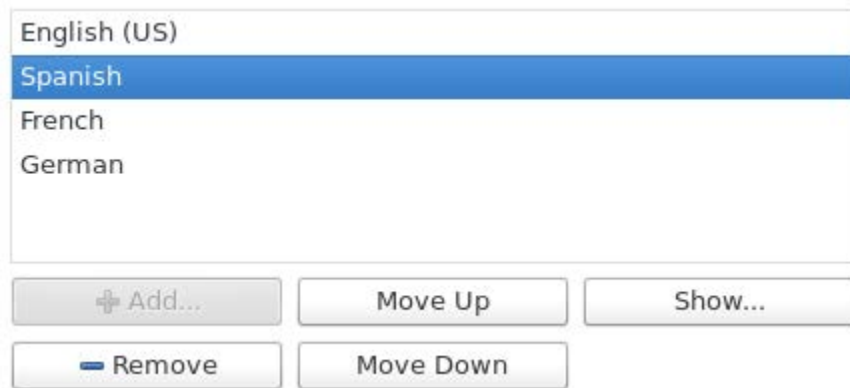 English (US)
Spanish
French
German
Add... Move Up Show...
Remove Move Down